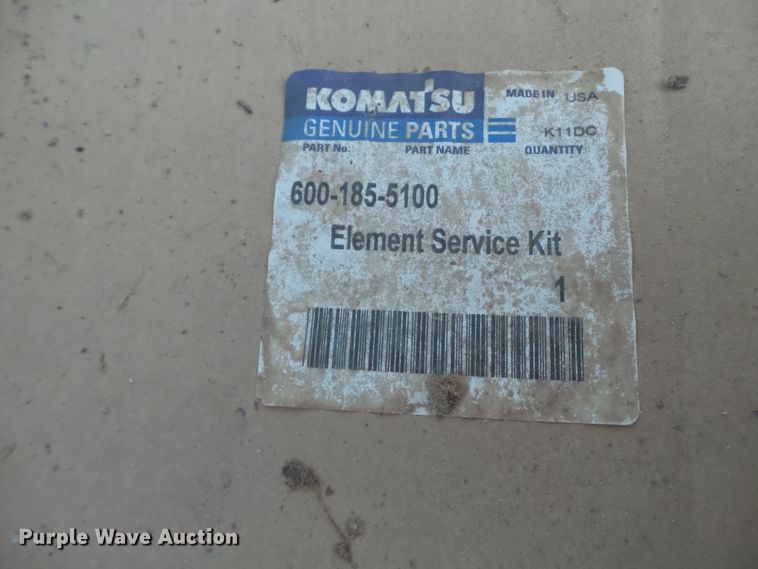 KOMATSU
MADE IN USA
GENUINE PARTS
K11DC
PART No. PART NAME QUANTITY
600-185-5100
Element Service Kit
1
Purple Wave Auction